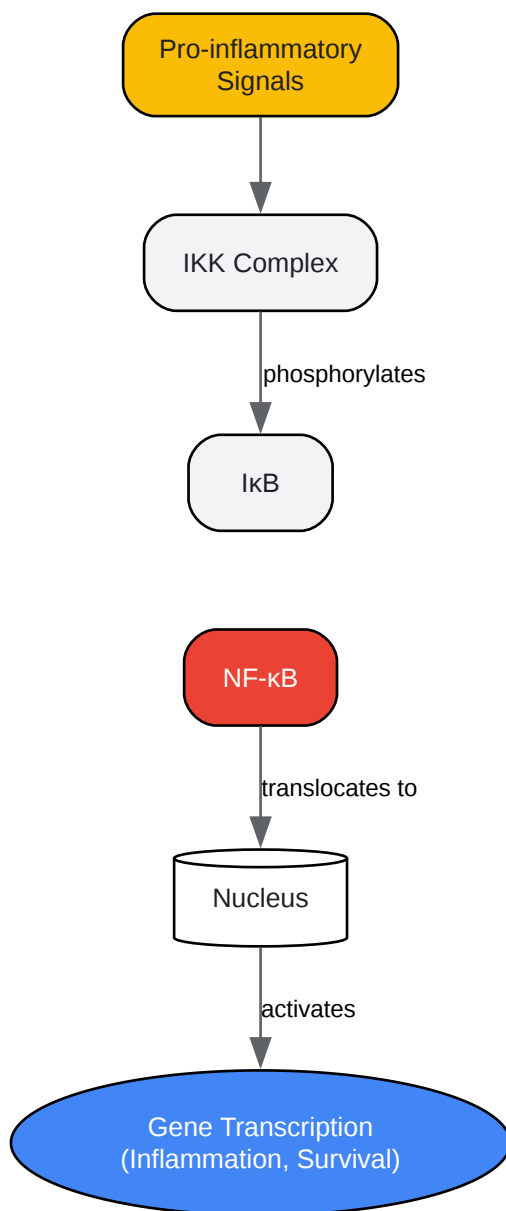 Pro-inflammatory
Signals
IKK Complex
phosphorylates
IκB
NF-κB
translocates to
Nucleus
activates
Gene Transcription
(Inflammation, Survival)